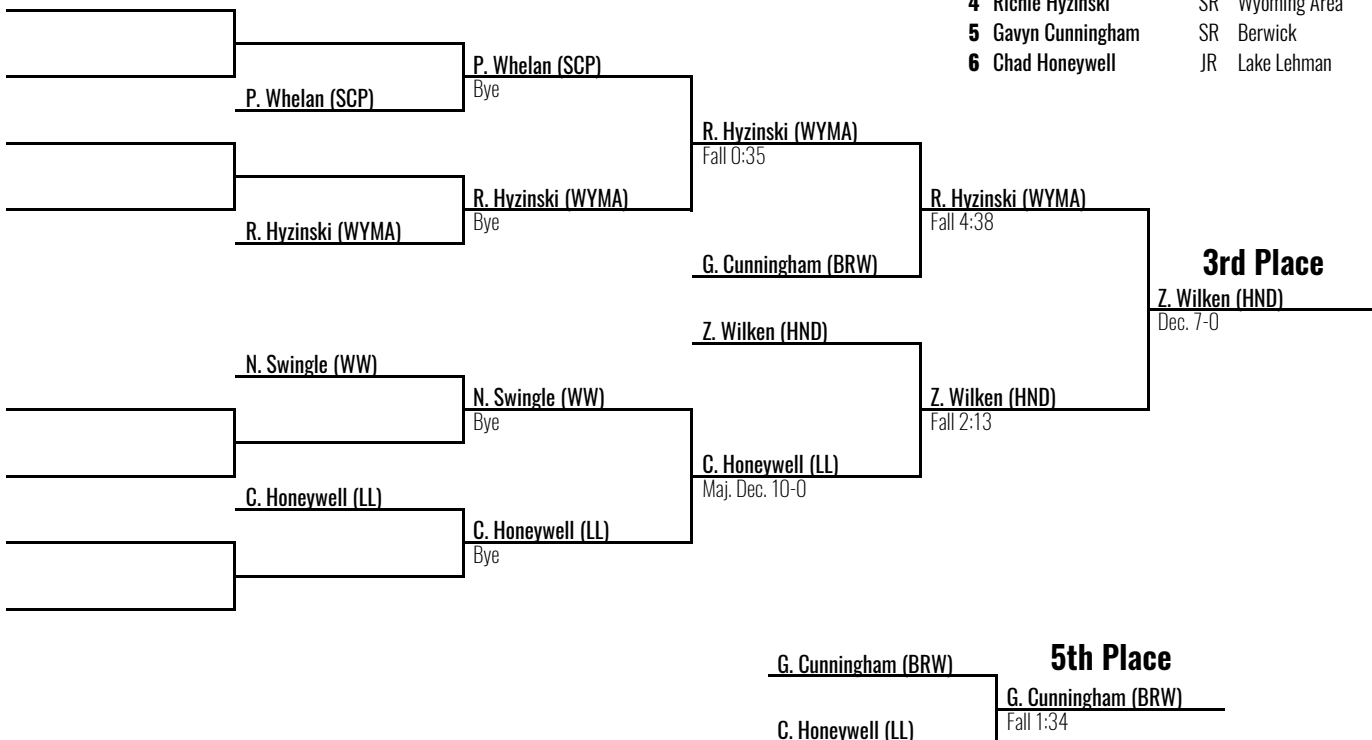 4 Richie Hyzinski SR Wyoming Area
5 Gavyn Cunningham SR Berwick
6 Chad Honeywell JR Lake Lehman
P. Whelan (SCP)
Bye
P. Whelan (SCP)
R. Hyzinski (WYMA)
Fall 0:35
R. Hyzinski (WYMA)
Bye
R. Hyzinski (WYMA)
Fall 4:38
R. Hyzinski (WYMA)
G. Cunningham (BRW)
3rd Place
Z. Wilken (HND)
Dec. 7-0
Z. Wilken (HND)
N. Swingle (WW)
N. Swingle (WW)
Bye
Z. Wilken (HND)
Fall 2:13
C. Honeywell (LL)
Maj. Dec. 10-0
C. Honeywell (LL)
C. Honeywell (LL)
Bye
5th Place
G. Cunningham (BRW)
G. Cunningham (BRW)
Fall 1:34
C. Honeywell (LL)